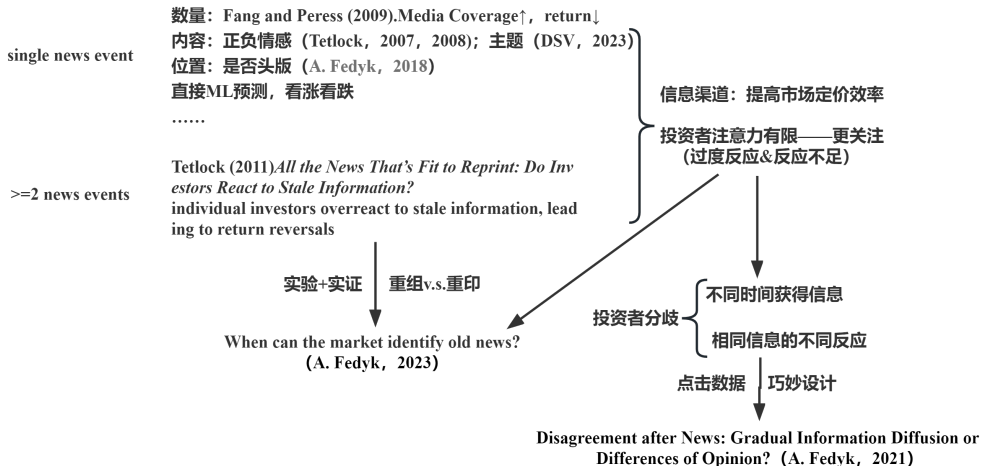 single news event
数量：Fang and Peress (2009).Media Coverage↑，return↓
内容：正负情感（Tetlock，2007，2008)；主题（DSV，2023)
位置：是否头版（A. Fedyk，2018）
直接ML预测，看涨看跌
……
>=2 news events
Tetlock (2011)All the News That’s Fit to Reprint: Do Inv
estors React to Stale Information?
individual investors overreact to stale information, lead
ing to return reversals
信息渠道：提高市场定价效率
投资者注意力有限——更关注
（过度反应&反应不足）
实验+实证
重组v.s.重印
When can the market identify old news?
（A. Fedyk，2023）
投资者分歧
不同时间获得信息
相同信息的不同反应
点击数据
巧妙设计
Disagreement after News: Gradual Information Diffusion or
Differences of Opinion?（A. Fedyk，2021）